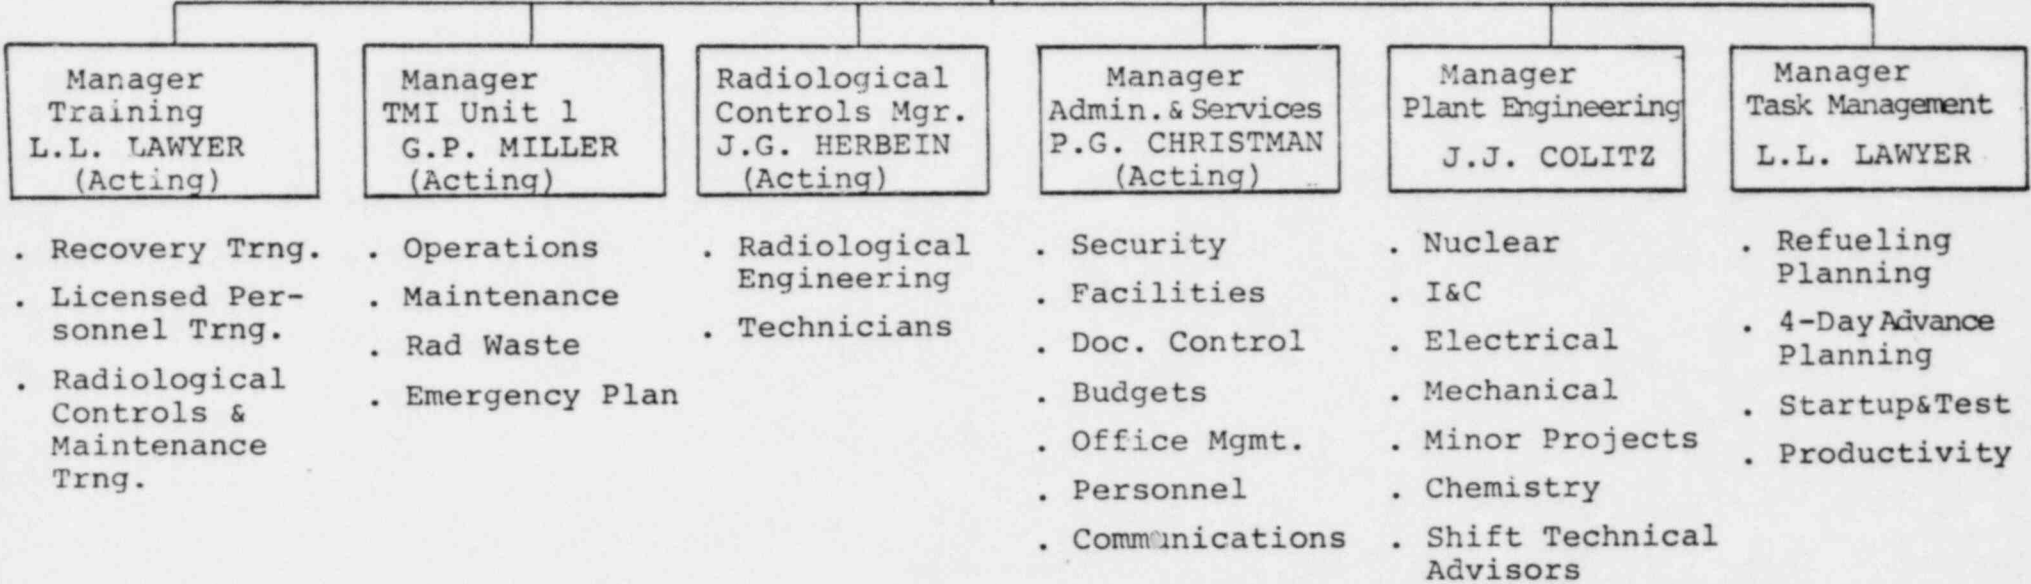 Manager
Training
L.L. LAWYER
(Acting)
. Recovery Trng.
. Licensed Per-
sonnel Trng.
. Radiological
Controls &
Maintenance
Trng.
Manager
TMI Unit 1
G.P. MILLER
(Acting)
. Operations
. Maintenance
. Rad Waste
. Emergency Plan
Radiological
Controls Mgr.
J.G. HERBEIN
(Acting)
. Radiological
Engineering
. Technicians
Manager
Admin.& Services
P.G. CHRISTMAN
(Acting)
. Security
. Facilities
. Doc. Control
. Budgets
. Office Mgmt.
. Personnel
. Communications
Manager
Plant Engineering
J.J. COLITZ
. Nuclear
. I&C
. Electrical
. Mechanical
. Minor Projects
. Chemistry
. Shift Technical
Advisors
Manager
Task Management
L.L. LAWYER
. Refueling
Planning
. 4-Day Advance
Planning
. Startup&Test
. Productivity